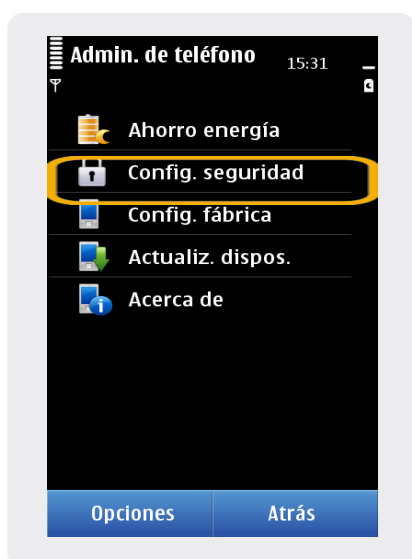 Admin. de teléfono 15:31
Ahorro energía
Config. seguridad
Config. fábrica
Actualiz. dispos.
Acerca de
Opciones Atrás